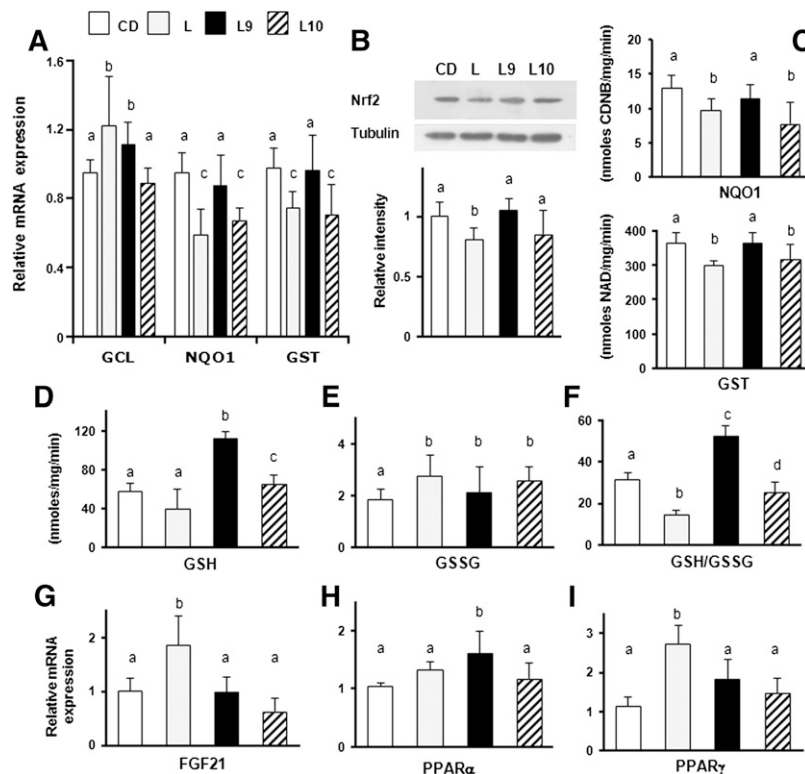 CD L L9 L10
A
Relative mRNA expression
1.6
1.2
0.8
0.4
0
a b b a
a c a c
a c a c
GCL NQO1 GST
B
CD L L9 L10
Nrf2
Tubulin
Relative intensity
1
0.5
0
a b a a
C
(nmoles CDNB/mg/min)
20
15
10
5
0
a b a b
NQO1
(nmoles NAD/mg/min)
400
300
200
100
0
a b a b
GST
D
(nmoles/mg/min)
120
80
40
0
a a b c
GSH
E
4
2
0
a b b b
GSSG
F
60
40
20
0
a b c d
GSH/GSSG
G
Relative mRNA
expression
2
1
0
a b a a
FGF21
H
2
1
0
a a b a
PPARα
I
3
2
1
0
a b a a
PPARγ